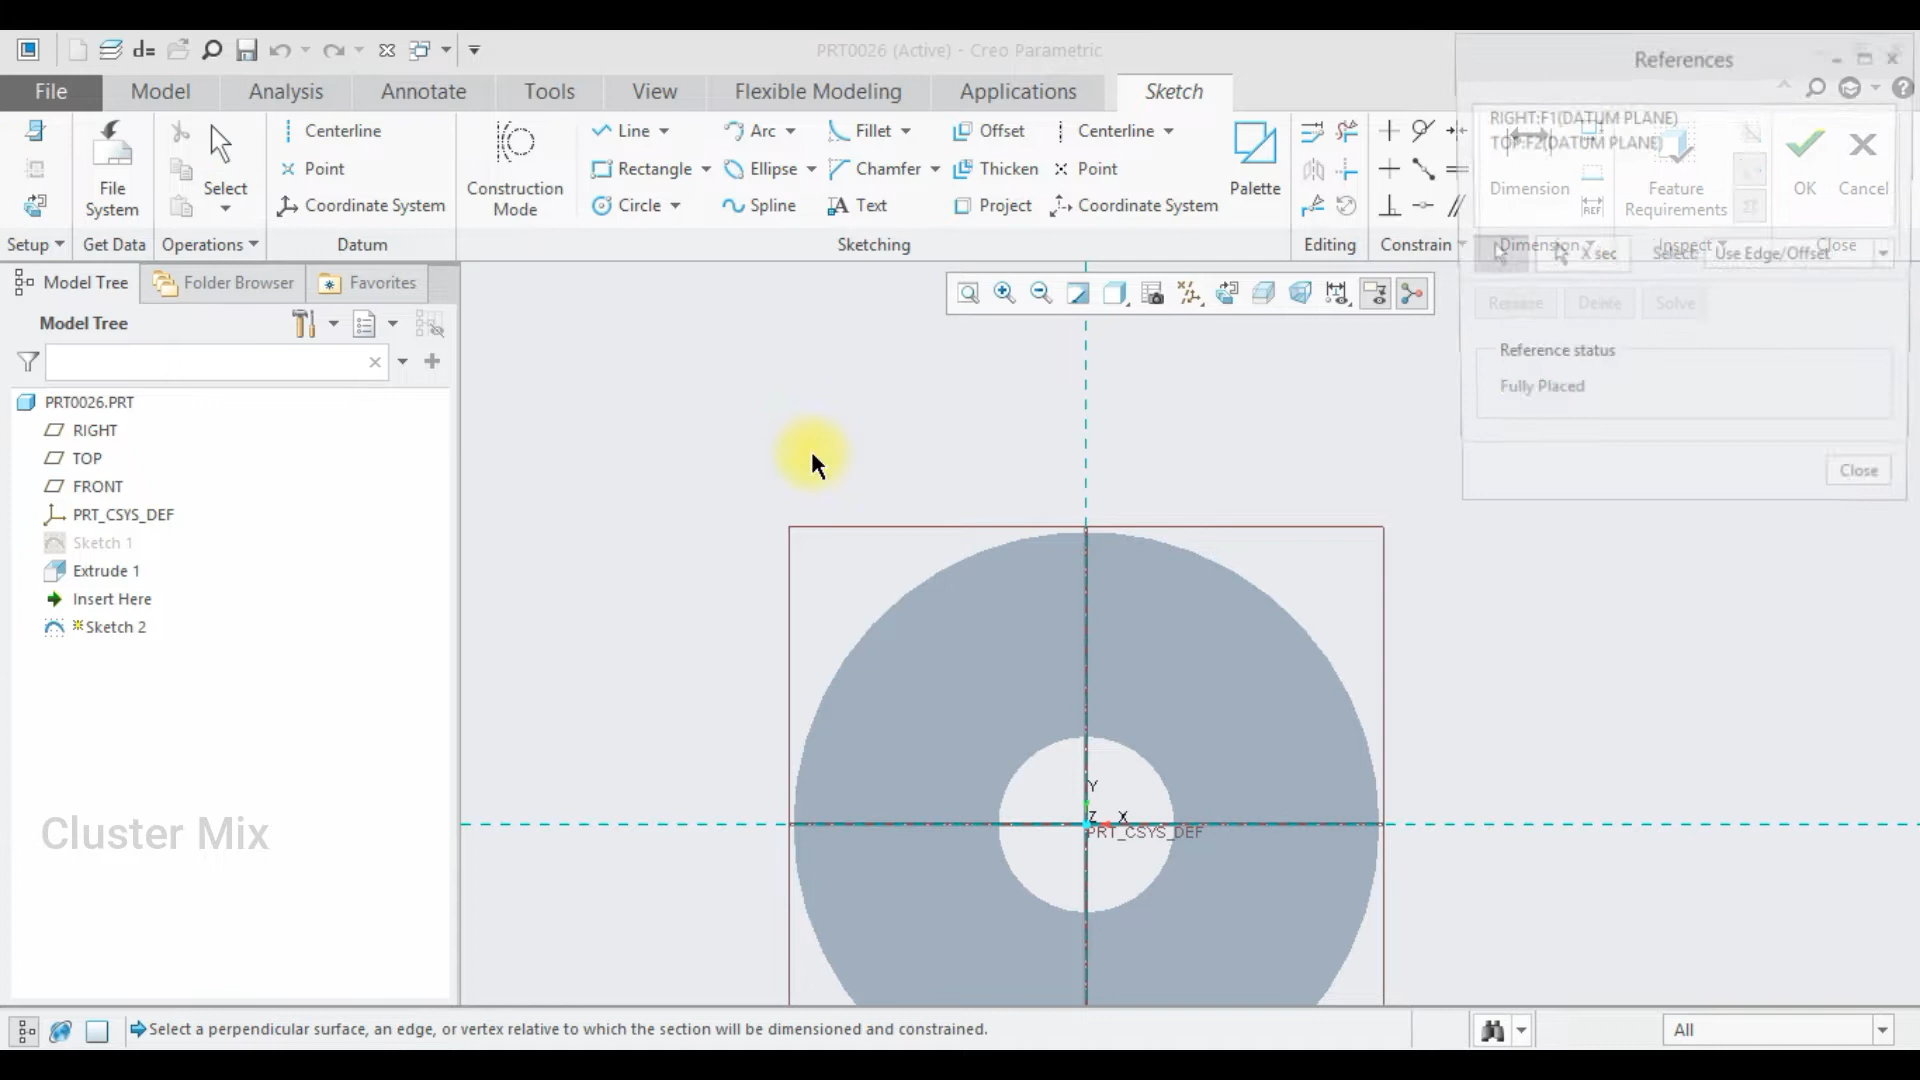 d=
PRT0026 (Active) - Creo Parametric
References
File Model Analysis Annotate Tools View Flexible Modeling Applications Sketch
RIGHT:F1(DATUM PLANE)
TOP:F2(DATUM PLANE)
Centerline Line Arc Fillet Offset Centerline
Point Rectangle Ellipse Chamfer Thicken Point
File System Select Construction Mode Palette Dimension REF Feature Requirements OK Cancel
Coordinate System Circle Spline Text Project Coordinate System
Setup Get Data Operations Datum Sketching Editing Constrain Dimension Inspect Close
X sec Select: Use Edge/Offset
Model Tree Folder Browser Favorites
Delete Solve
Model Tree
Reference status
Fully Placed
PRT0026.PRT
RIGHT
TOP
FRONT
PRT_CSYS_DEF
Sketch 1
Extrude 1
Insert Here
Sketch 2
Close
Y
Z X
PRT_CSYS_DEF
Cluster Mix
Select a perpendicular surface, an edge, or vertex relative to which the section will be dimensioned and constrained.
All